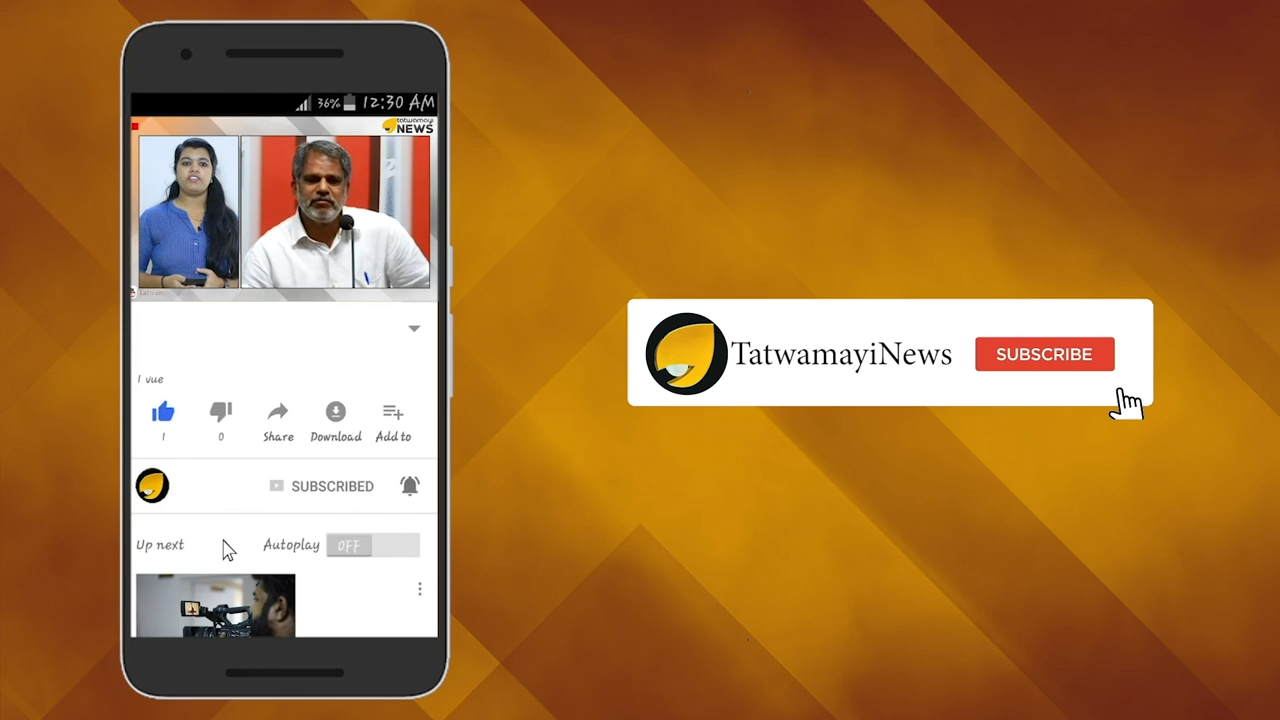 36% 12:30 AM
tatwamayi
NEWS
1 vue
1 0 Share Download Add to
SUBSCRIBED
Up next Autoplay OFF
TatwamayiNews SUBSCRIBE